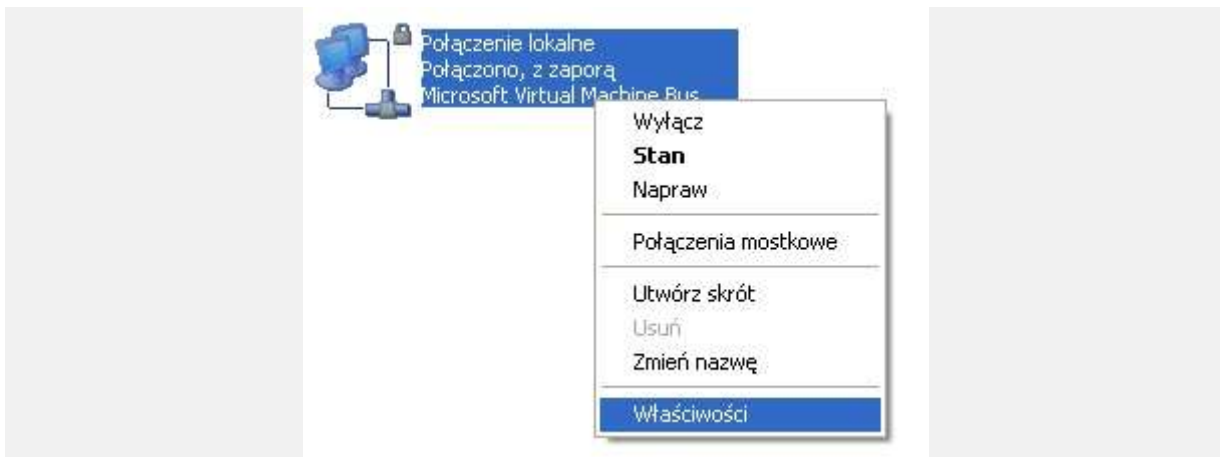 Połączenie lokalne
Połączono, z zaporą
Microsoft Virtual Machine Bus
Wyłącz
Stan
Napraw
Połączenia mostkowe
Utwórz skrót
Usuń
Zmień nazwę
Właściwości